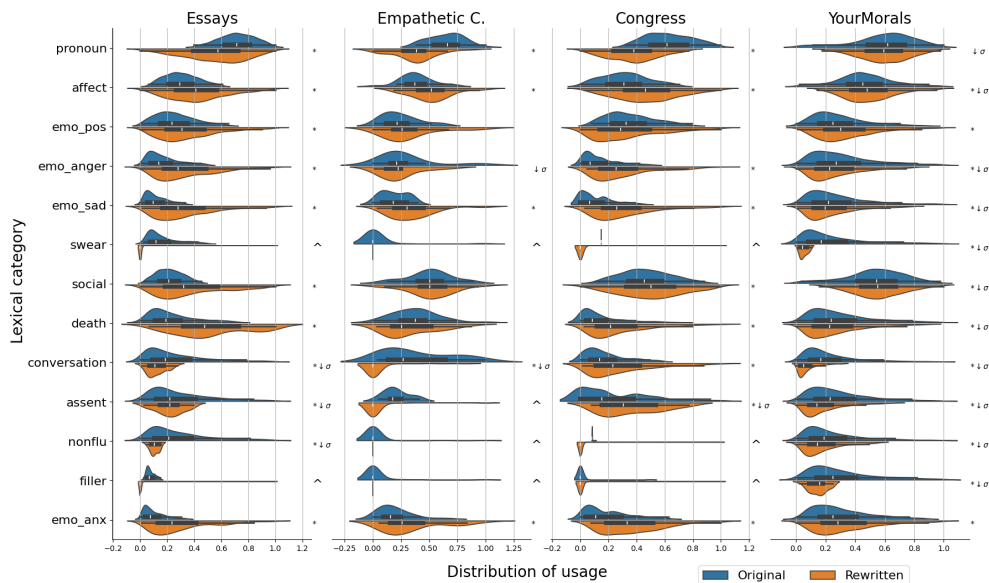 Essays Empathetic C. Congress YourMorals
Lexical category
pronoun * * * ↓σ
affect * * * *↓σ
emo_pos * * * *
emo_anger * ↓σ * *↓σ
emo_sad * * * *↓σ
swear ^ ^ ^ *↓σ
social *
death * * *↓σ
conversation *↓σ *↓σ * *↓σ
assent *↓σ ^ *↓σ *↓σ
nonflu *↓σ ^ ^ *↓σ
filler ^ ^ ^ *↓σ
emo_anx * * * *
−0.2 0.0 0.2 0.4 0.6 0.8 1.0 1.2 −0.25 0.00 0.25 0.50 0.75 1.00 1.25 −0.2 0.0 0.2 0.4 0.6 0.8 1.0 1.2 0.0 0.2 0.4 0.6 0.8 1.0
Distribution of usage
Original Rewritten